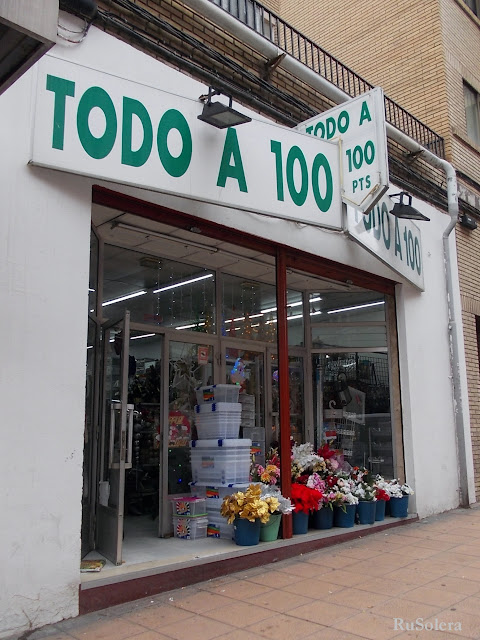 TODO A 100
TODO A
100
PTS
TODO A 100
RuSolera